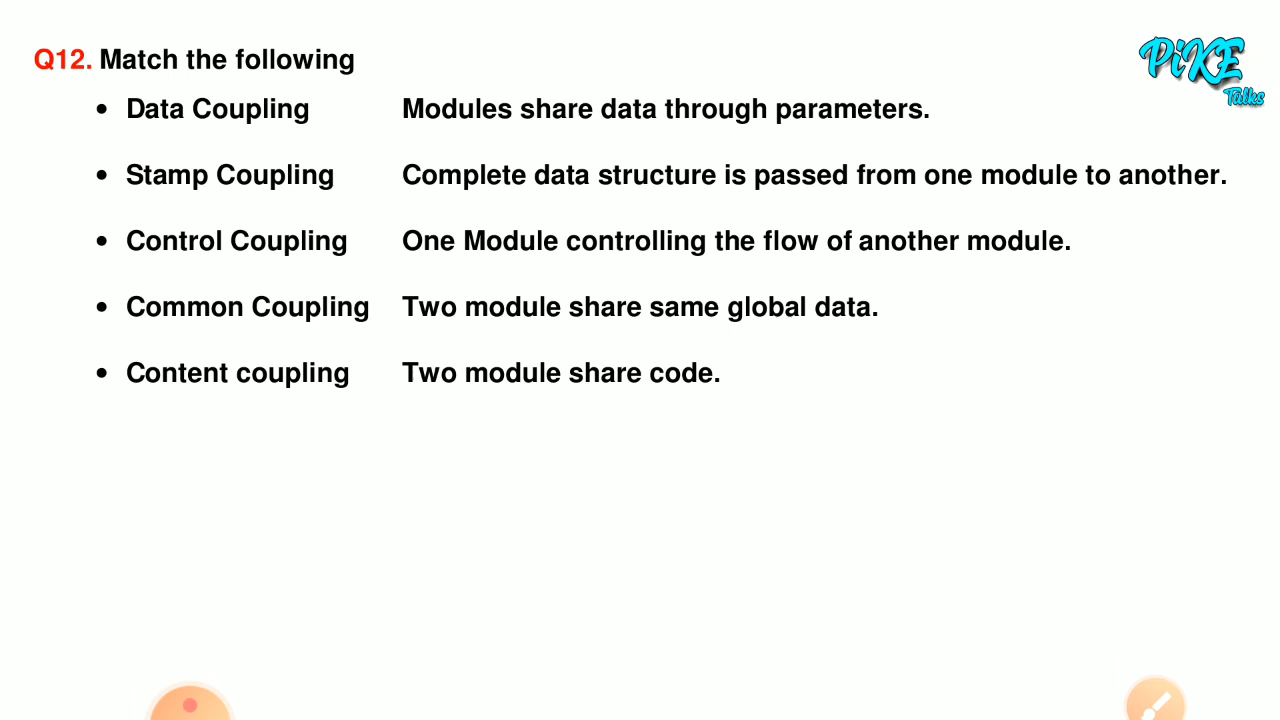 Q12. Match the following
PiKE
Talks
• Data Coupling Modules share data through parameters.
• Stamp Coupling Complete data structure is passed from one module to another.
• Control Coupling One Module controlling the flow of another module.
• Common Coupling Two module share same global data.
• Content coupling Two module share code.